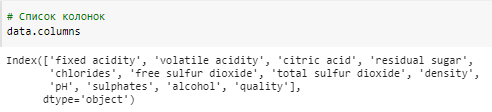 # Список колонок
data.columns
Index(['fixed acidity', 'volatile acidity', 'citric acid', 'residual sugar',
'chlorides', 'free sulfur dioxide', 'total sulfur dioxide', 'density',
'pH', 'sulphates', 'alcohol', 'quality'],
dtype='object')